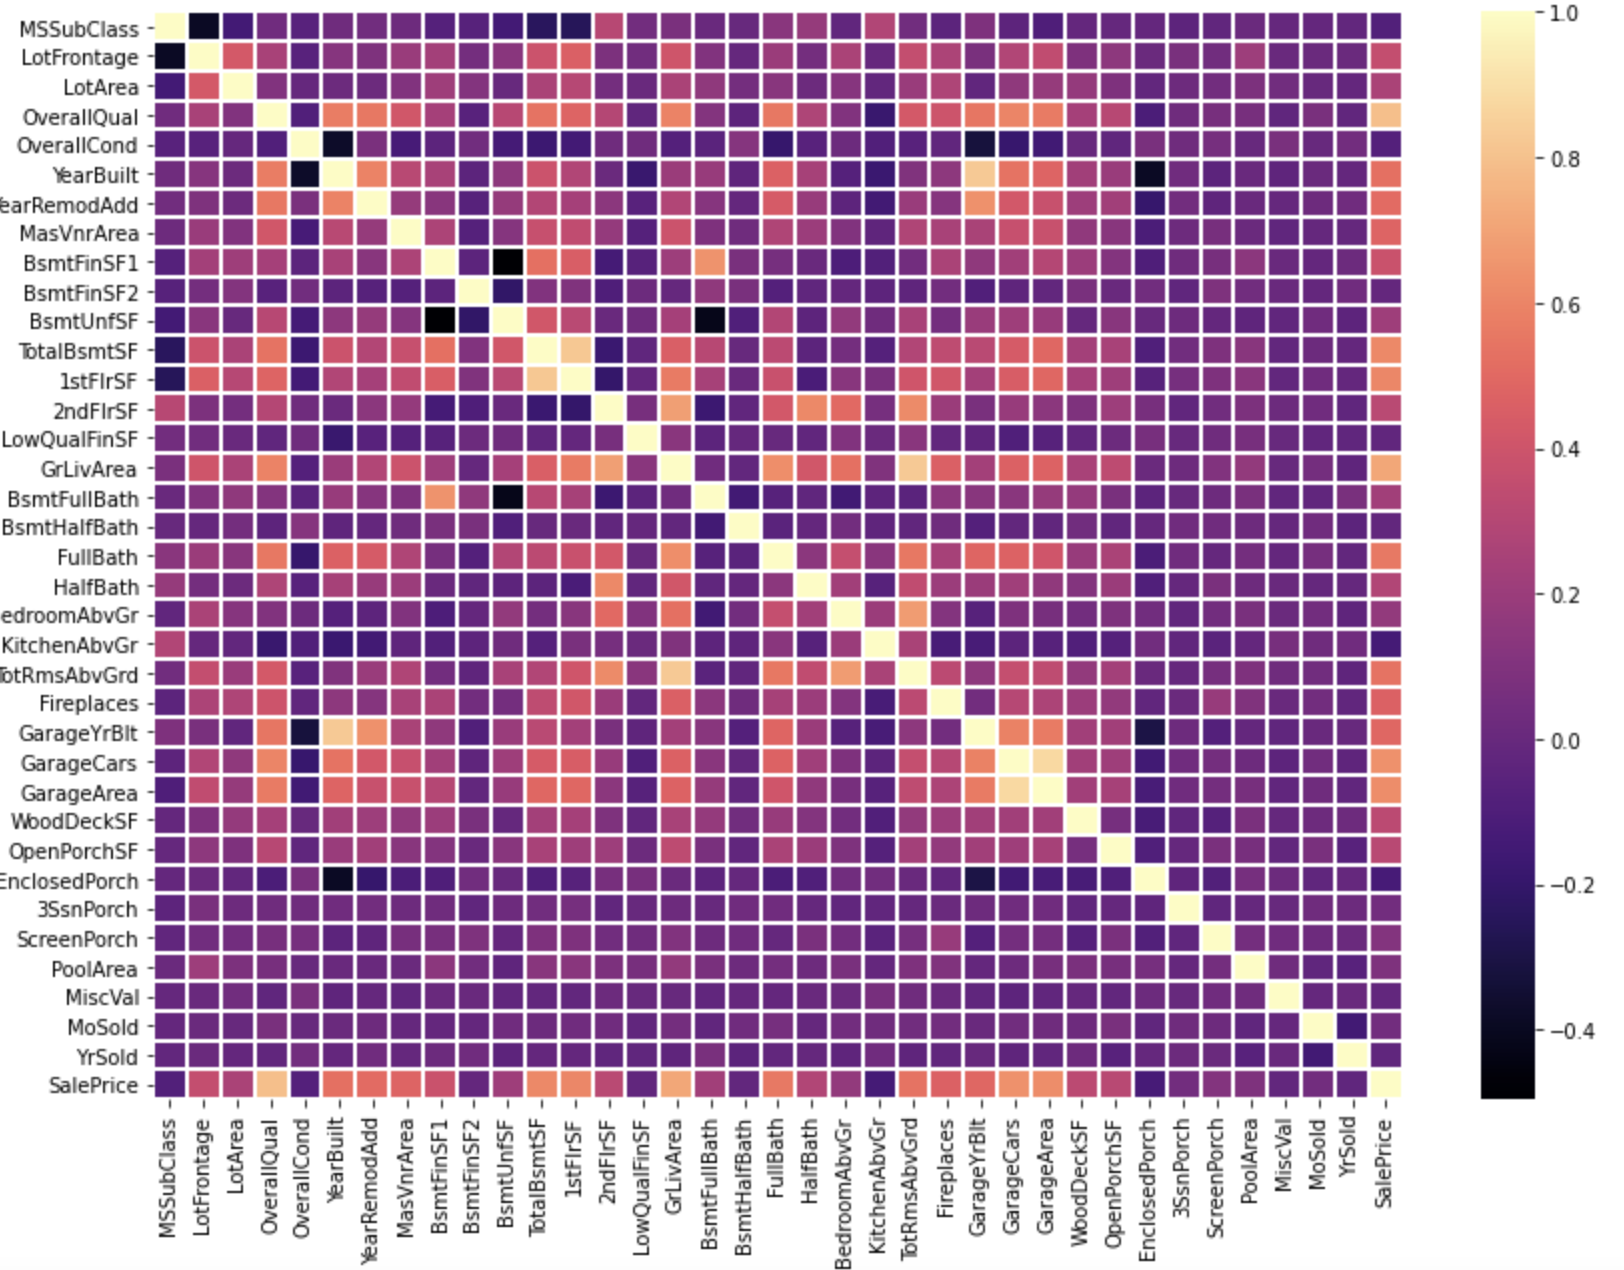 MSSubClass
LotFrontage
LotArea
OverallQual
OverallCond
YearBuilt
earRemodAdd
MasVnrArea
BsmtFinSF1
BsmtFinSF2
BsmtUnfSF
TotalBsmtSF
1stFlrSF
2ndFlrSF
LowQualFinSF
GrLivArea
BsmtFullBath
BsmtHalfBath
FullBath
HalfBath
edroomAbvGr
KitchenAbvGr
TotRmsAbvGrd
Fireplaces
GarageYrBlt
GarageCars
GarageArea
WoodDeckSF
OpenPorchSF
EnclosedPorch
3SsnPorch
ScreenPorch
PoolArea
MiscVal
MoSold
YrSold
SalePrice
MSSubClass
LotFrontage
LotArea
OverallQual
OverallCond
YearBuilt
YearRemodAdd
MasVnrArea
BsmtFinSF1
BsmtFinSF2
BsmtUnfSF
TotalBsmtSF
1stFlrSF
2ndFlrSF
LowQualFinSF
GrLivArea
BsmtFullBath
BsmtHalfBath
FullBath
HalfBath
BedroomAbvGr
KitchenAbvGr
TotRmsAbvGrd
Fireplaces
GarageYrBlt
GarageCars
GarageArea
WoodDeckSF
OpenPorchSF
EnclosedPorch
3SsnPorch
ScreenPorch
PoolArea
MiscVal
MoSold
YrSold
SalePrice
1.0
0.8
0.6
0.4
0.2
0.0
−0.2
−0.4